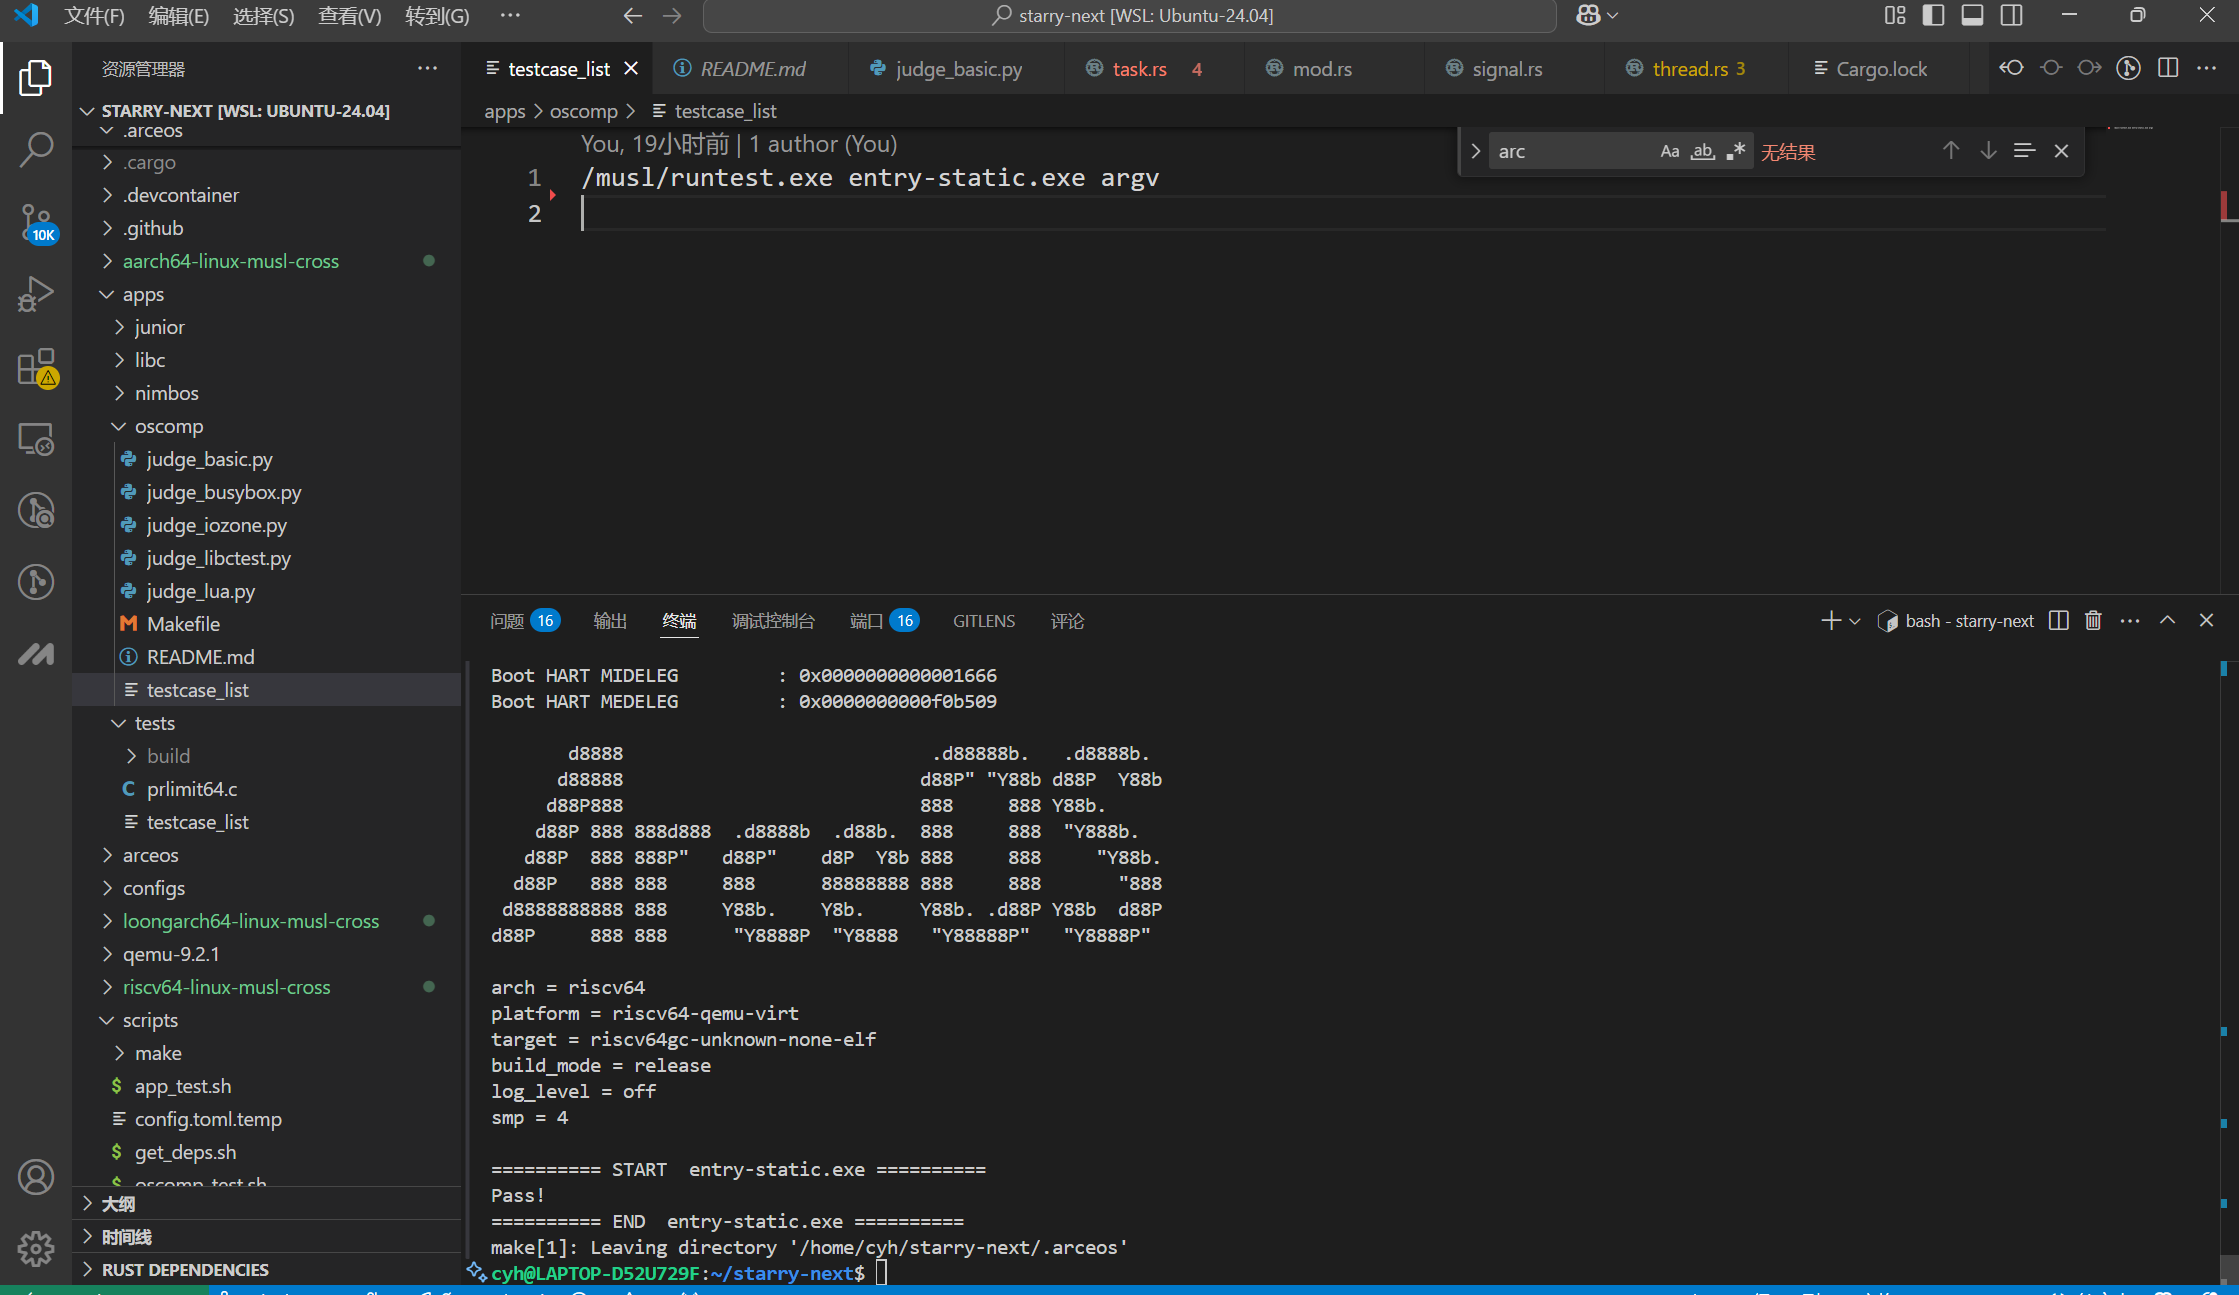 文件(F) 编辑(E) 选择(S) 查看(V) 转到(G) ··· starry-next [WSL: Ubuntu-24.04]
资源管理器 ···
STARRY-NEXT [WSL: UBUNTU-24.04]
.arceos
.cargo
.devcontainer
.github
10K
aarch64-linux-musl-cross
apps
junior
libc
nimbos
oscomp
judge_basic.py
judge_busybox.py
judge_iozone.py
judge_libctest.py
judge_lua.py
Makefile
README.md
testcase_list
tests
build
prlimit64.c
testcase_list
arceos
configs
loongarch64-linux-musl-cross
qemu-9.2.1
riscv64-linux-musl-cross
scripts
make
app_test.sh
config.toml.temp
get_deps.sh
oscomp_test.sh
大纲
时间线
RUST DEPENDENCIES
testcase_list README.md judge_basic.py task.rs 4 mod.rs signal.rs thread.rs 3 Cargo.lock
apps > oscomp > testcase_list
You, 19小时前 | 1 author (You)
arc Aa ab .* 无结果
1 /musl/runtest.exe entry-static.exe argv
2
问题 16 输出 终端 调试控制台 端口 16 GITLENS 评论 bash - starry-next
Boot HART MIDELEG         : 0x0000000000001666
Boot HART MEDELEG         : 0x0000000000f0b509
       d8888                            .d88888b.   .d8888b.
      d88888                           d88P" "Y88b d88P  Y88b
     d88P888                           888     888 Y88b.
    d88P 888 888d888  .d8888b  .d88b.  888     888  "Y888b.
   d88P  888 888P"   d88P"    d8P  Y8b 888     888     "Y88b.
  d88P   888 888     888      88888888 888     888       "888
 d8888888888 888     Y88b.    Y8b.     Y88b. .d88P Y88b  d88P
d88P     888 888      "Y8888P  "Y8888   "Y88888P"   "Y8888P"
arch = riscv64
platform = riscv64-qemu-virt
target = riscv64gc-unknown-none-elf
build_mode = release
log_level = off
smp = 4
========== START  entry-static.exe ==========
Pass!
========== END  entry-static.exe ==========
make[1]: Leaving directory '/home/cyh/starry-next/.arceos'
cyh@LAPTOP-D52U729F:~/starry-next$